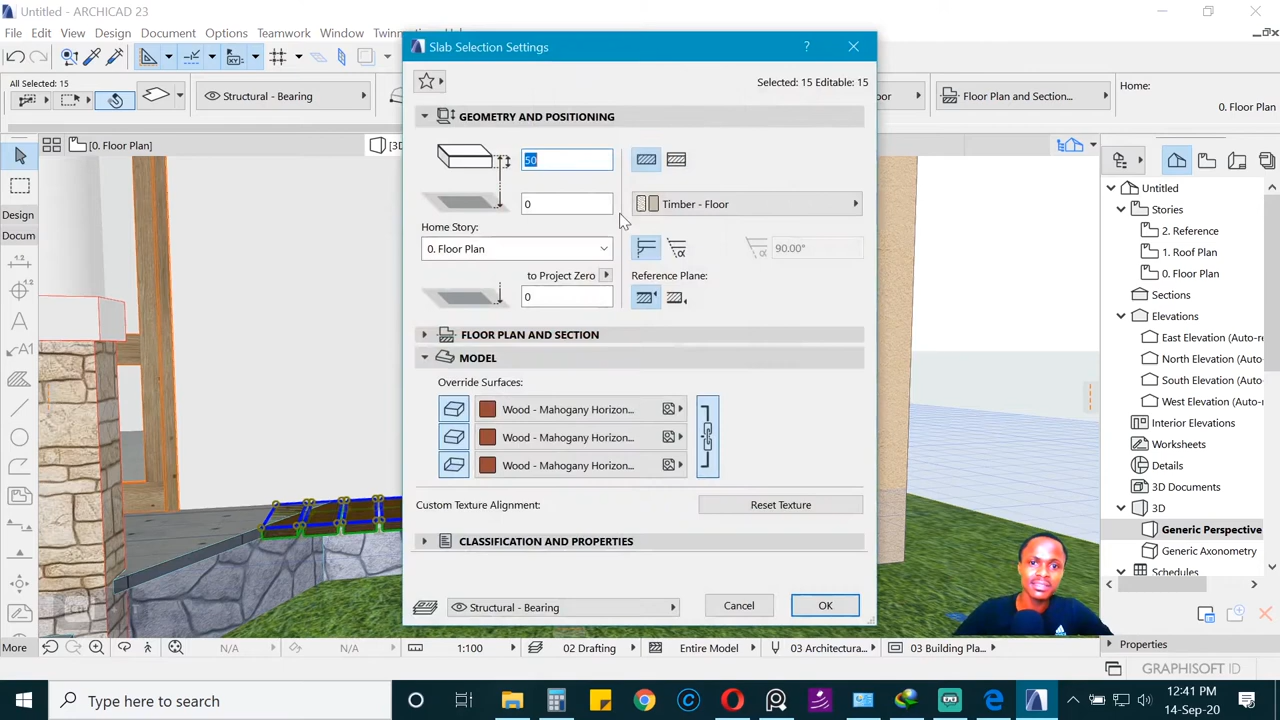 Untitled - ARCHICAD 23
File Edit View Design Document Options Teamwork Window Twinm
Slab Selection Settings
?
All Selected: 15
Structural - Bearing
Selected: 15 Editable: 15
Floor Plan and Section...
Home:
0. Floor Plan
[0. Floor Plan]
GEOMETRY AND POSITIONING
50
0
Timber - Floor
Home Story:
0. Floor Plan
90.00°
to Project Zero
Reference Plane:
0
FLOOR PLAN AND SECTION
MODEL
Override Surfaces:
Wood - Mahogany Horizon...
Wood - Mahogany Horizon...
Wood - Mahogany Horizon...
Custom Texture Alignment:
Reset Texture
CLASSIFICATION AND PROPERTIES
Structural - Bearing
Cancel
OK
Design
Docum
More
Untitled
Stories
2. Reference
1. Roof Plan
0. Floor Plan
Sections
Elevations
East Elevation (Auto-re
North Elevation (Auto
South Elevation (Auto-
West Elevation (Auto-r
Interior Elevations
Worksheets
Details
3D Documents
3D
Generic Perspective
Generic Axonometry
Schedules
Properties
N/A
N/A
1:100
02 Drafting
Entire Model
03 Architectura...
03 Building Pla...
GRAPHISOFT ID
Type here to search
12:41 PM
14-Sep-20